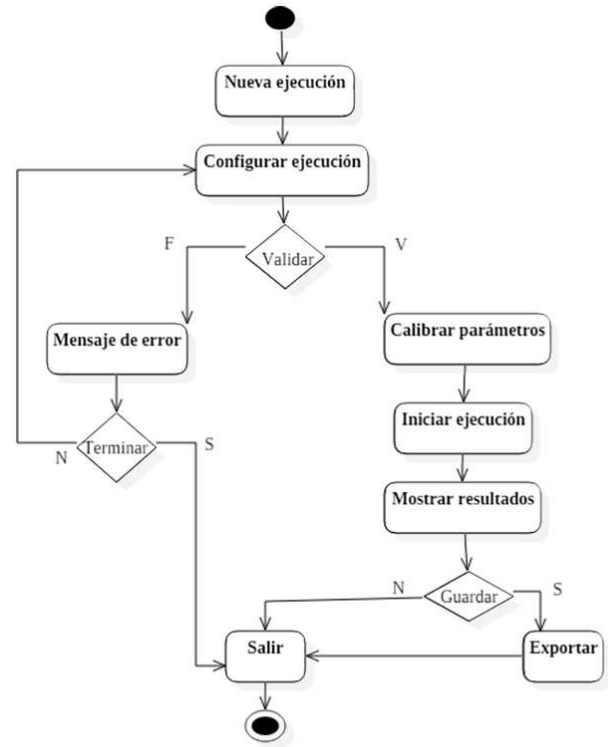 Nueva ejecución
Configurar ejecución
F
Validar
V
Mensaje de error
Calibrar parámetros
Iniciar ejecución
Terminar
N
S
Mostrar resultados
N
Guardar
S
Salir
Exportar